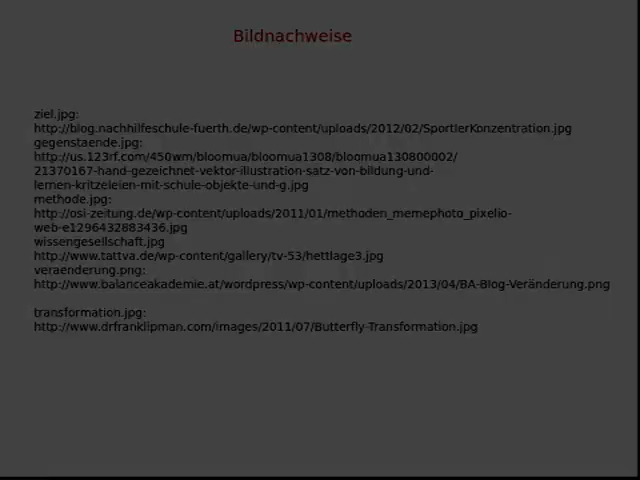 Bildnachweise
ziel.jpg:
http://blog.nachhilfeschule-fuerth.de/wp-content/uploads/2012/02/SportlerKonzentration.jpg
gegenstaende.jpg:
http://us.123rf.com/450wm/bloomua/bloomua1308/bloomua130800002/
21370167-hand-gezeichnet-vektor-illustration-satz-von-bildung-und-
lernen-kritzeleien-mit-schule-objekte-und-g.jpg
methode.jpg:
http://osi-zeitung.de/wp-content/uploads/2011/01/methoden_memephoto_pixelio-
web-e1296432883436.jpg
wissengesellschaft.jpg
http://www.tattva.de/wp-content/gallery/tv-53/hettlage3.jpg
veraenderung.png:
http://www.balanceakademie.at/wordpress/wp-content/uploads/2013/04/BA-Blog-Veränderung.png
transformation.jpg:
http://www.drfranklipman.com/images/2011/07/Butterfly-Transformation.jpg